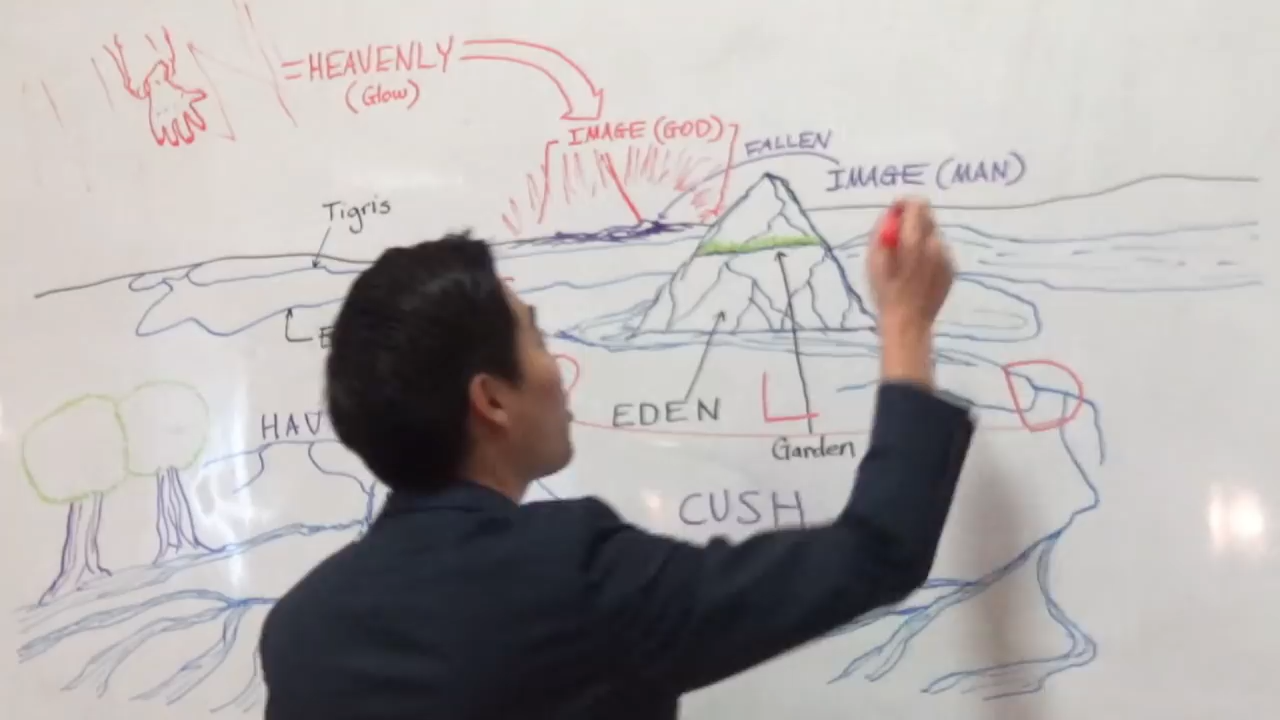 = HEAVENLY
(Glow)
IMAGE (GOD)
FALLEN
IMAGE (MAN)
Tigris
EDEN
Garden
CUSH